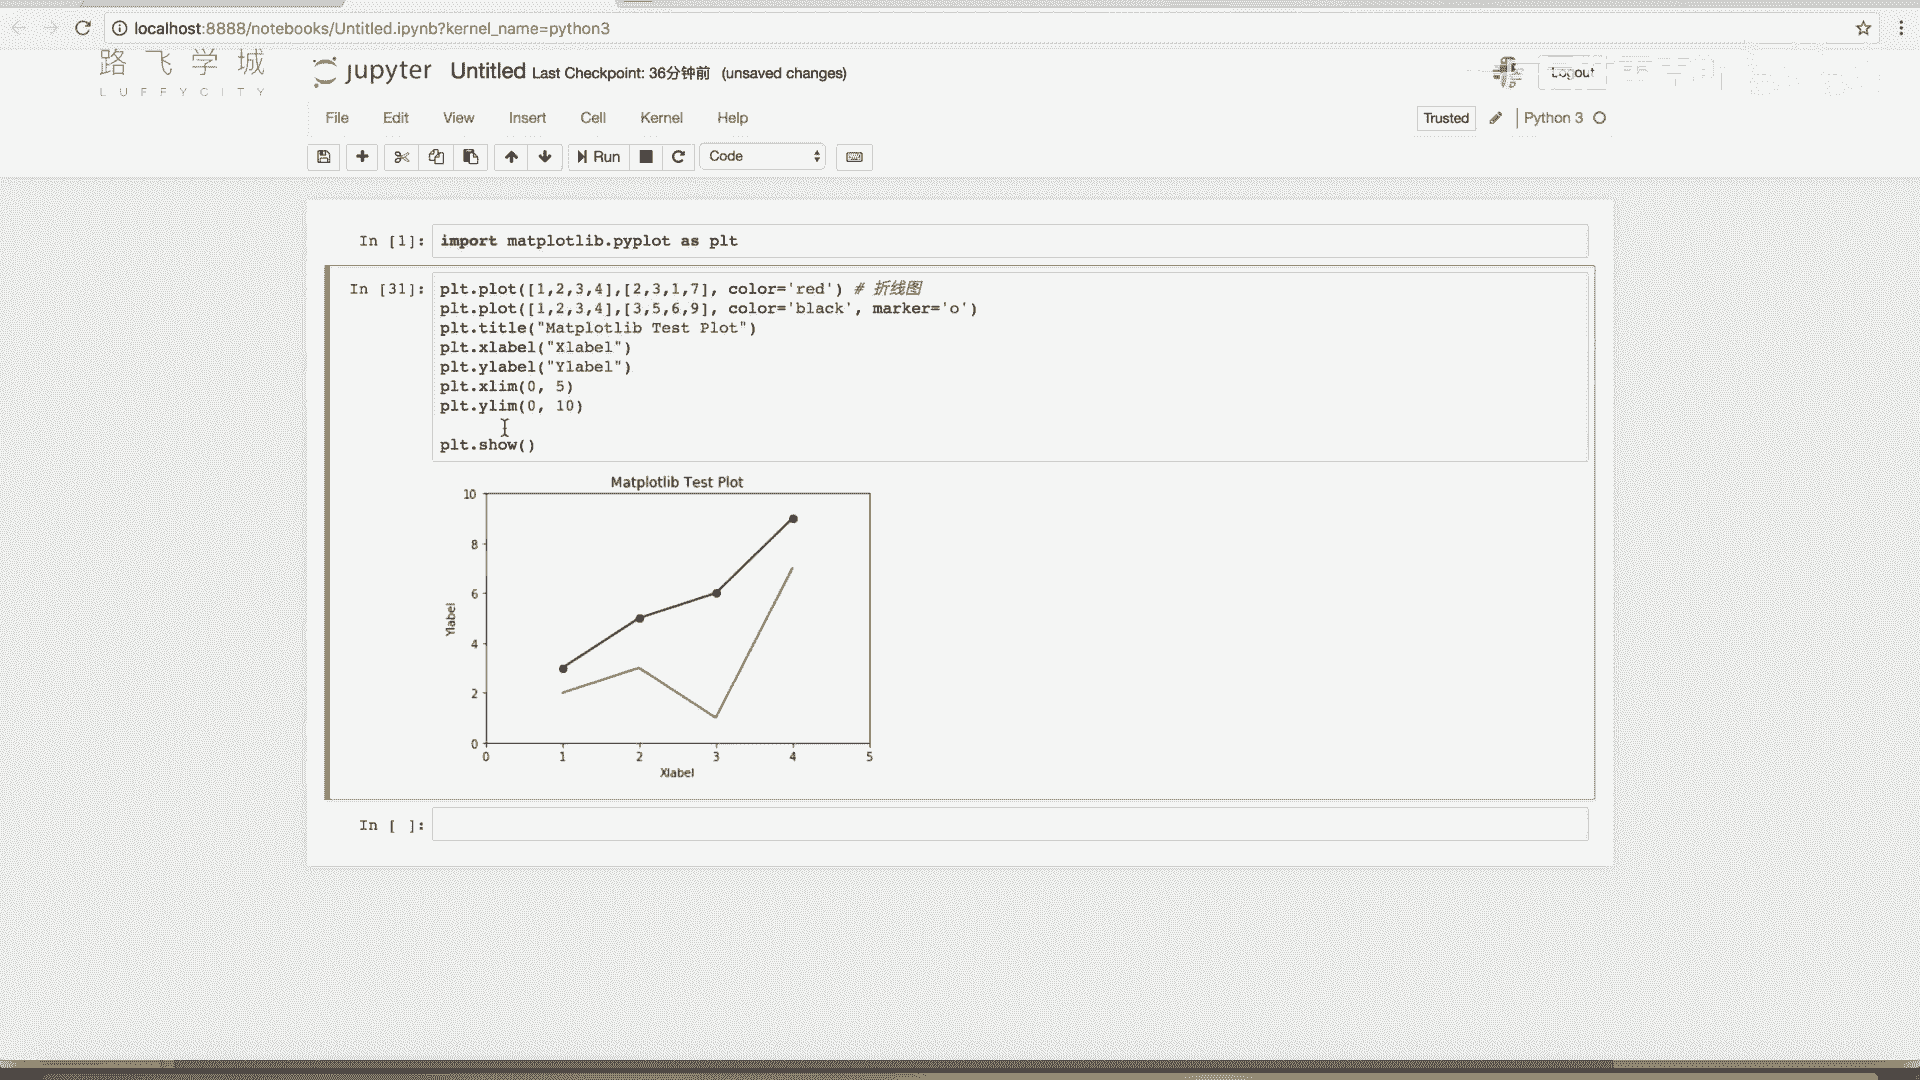 localhost:8888/notebooks/Untitled.ipynb?kernel_name=python3
路飞学城
LUFFYCITY
jupyter Untitled Last Checkpoint: 36分钟前 (unsaved changes)
Logout
File Edit View Insert Cell Kernel Help
Trusted Python 3
Run Code
In [1]: import matplotlib.pyplot as plt
In [31]: plt.plot([1,2,3,4],[2,3,1,7], color='red') # 折线图
plt.plot([1,2,3,4],[3,5,6,9], color='black', marker='o')
plt.title("Matplotlib Test Plot")
plt.xlabel("Xlabel")
plt.ylabel("Ylabel")
plt.xlim(0, 5)
plt.ylim(0, 10)
plt.show()
Matplotlib Test Plot
10
8
6
Ylabel
4
2
0
0 1 2 3 4 5
Xlabel
In [ ]: